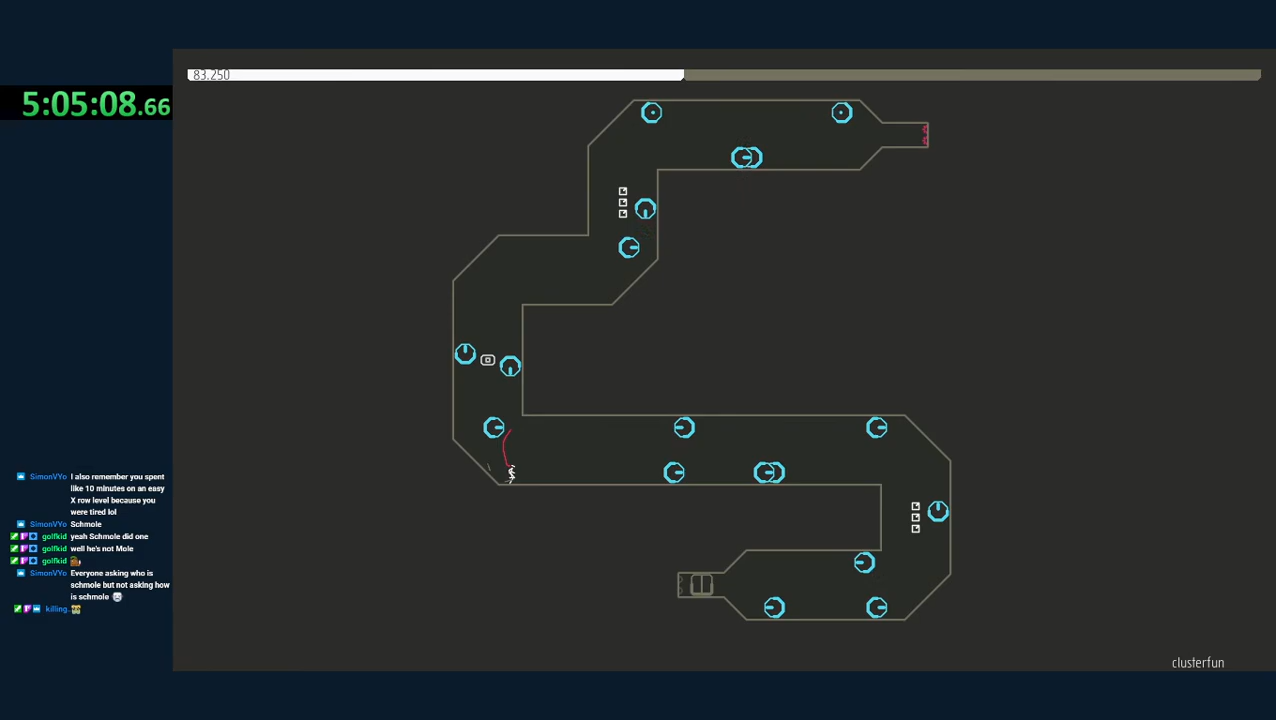 83.250
5:05:08.66
SimonVYo I also remember you spent
like 10 minutes on an easy
X row level because you
were tired lol
SimonVYo Schmole
golfkid yeah Schmole did one
golfkid well he's not Mole
golfkid
SimonVYo Everyone asking who is
schmole but not asking how
is schmole
killing.
clusterfun